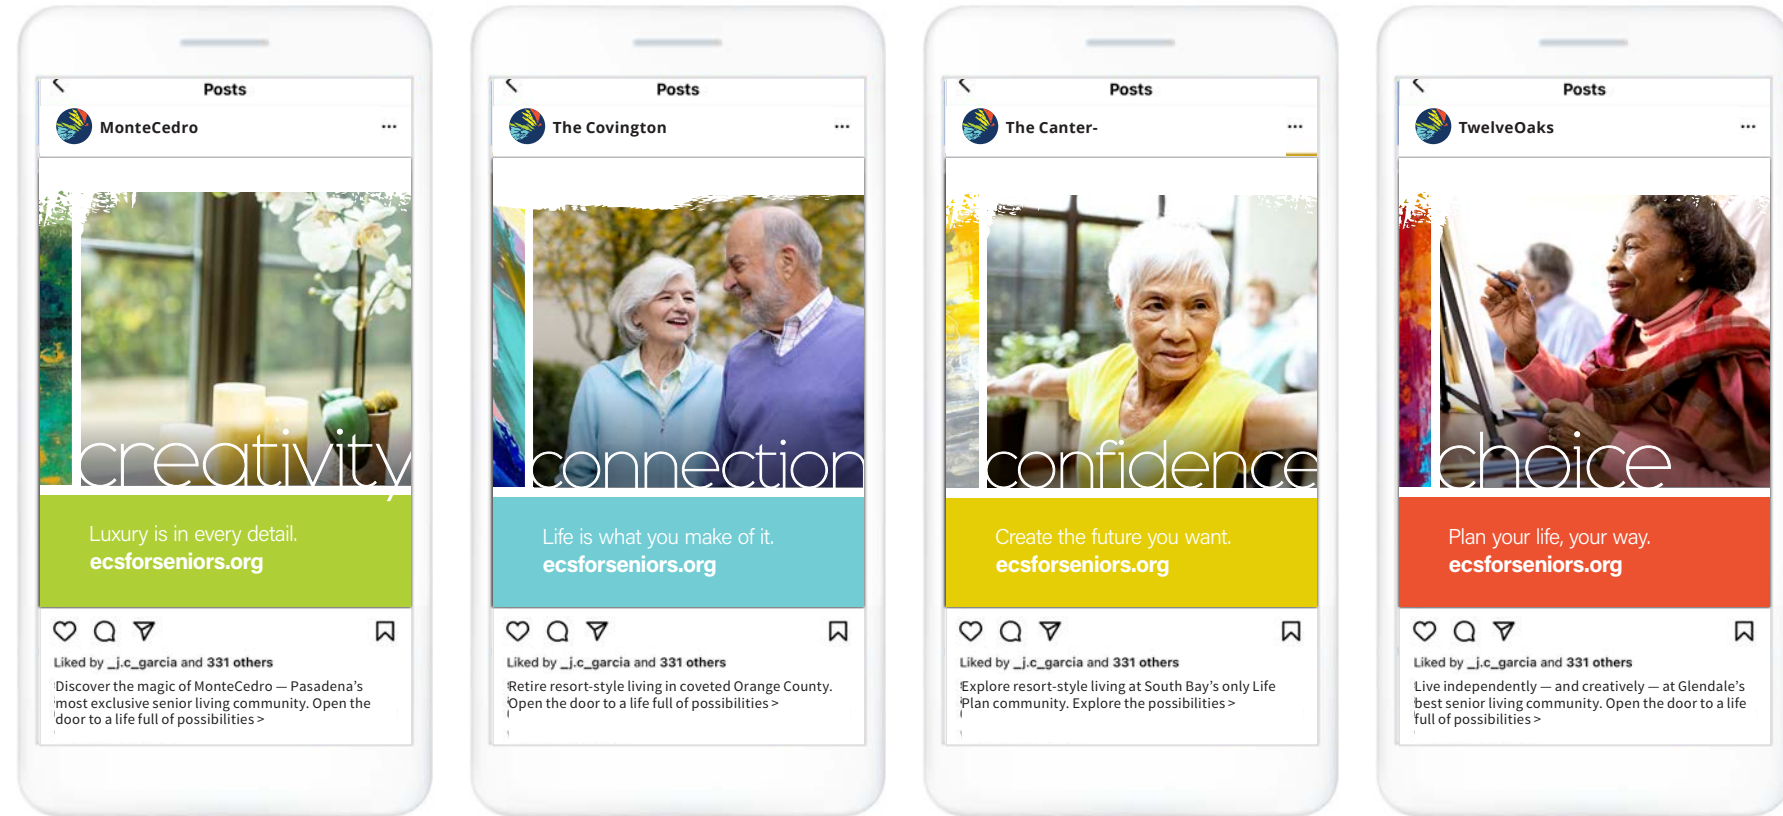 Posts
MonteCedro
creativity
Luxury is in every detail.
ecsforseniors.org
Liked by _j.c_garcia and 331 others
Discover the magic of MonteCedro — Pasadena’s
most exclusive senior living community. Open the
door to a life full of possibilities >
Posts
The Covington
connection
Life is what you make of it.
ecsforseniors.org
Liked by _j.c_garcia and 331 others
Retire resort-style living in coveted Orange County.
Open the door to a life full of possibilities >
Posts
The Canter-
confidence
Create the future you want.
ecsforseniors.org
Liked by _j.c_garcia and 331 others
Explore resort-style living at South Bay’s only Life
Plan community. Explore the possibilities >
Posts
TwelveOaks
choice
Plan your life, your way.
ecsforseniors.org
Liked by _j.c_garcia and 331 others
Live independently — and creatively — at Glendale’s
best senior living community. Open the door to a life
full of possibilities >